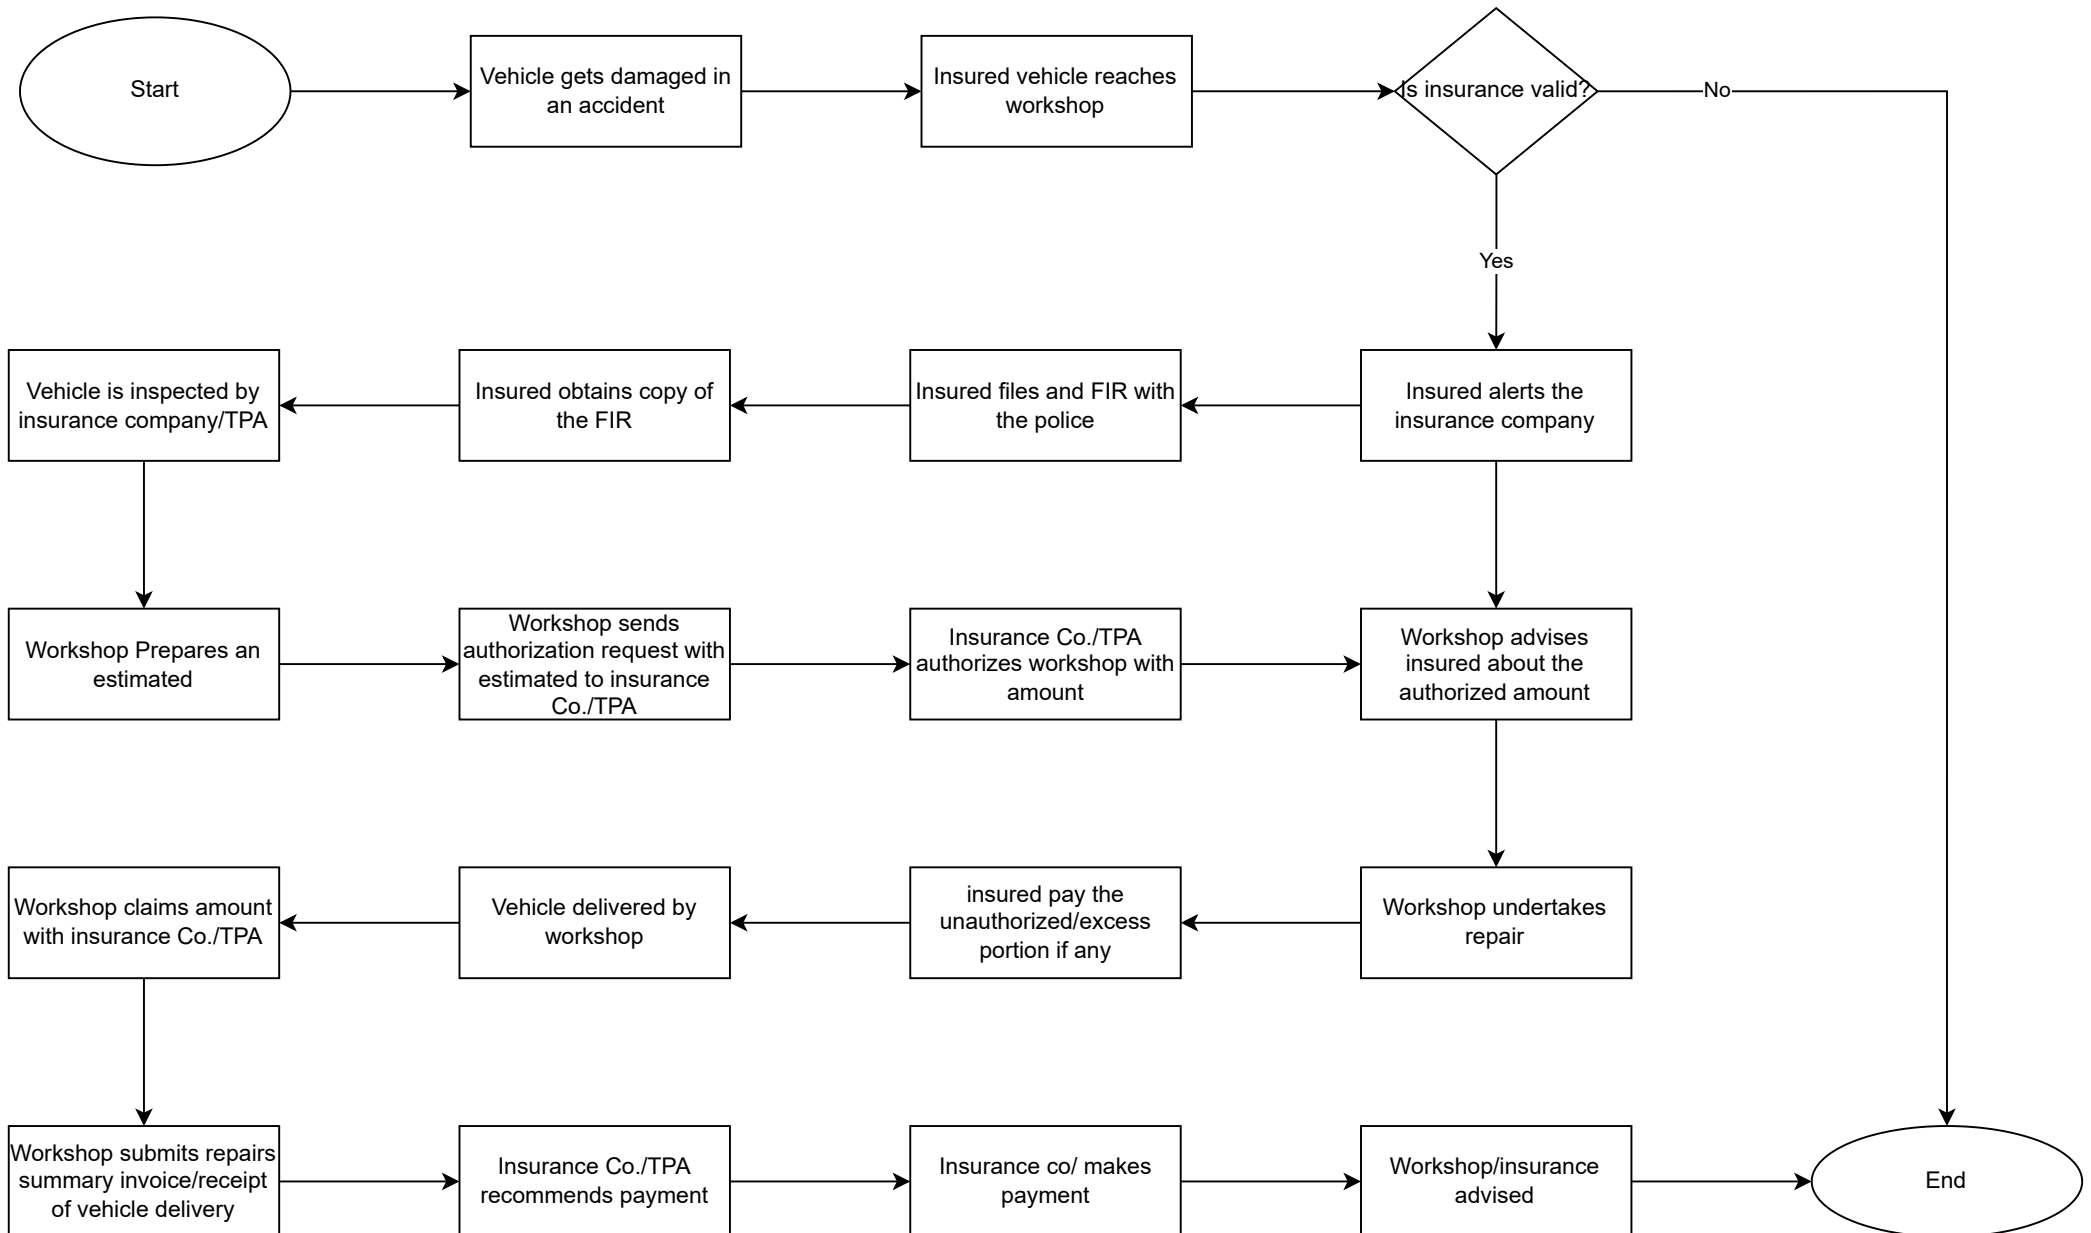 Start
Vehicle gets damaged in
an accident
Insured vehicle reaches
workshop
Is insurance valid?
No
Yes
Vehicle is inspected by
insurance company/TPA
Insured obtains copy of
the FIR
Insured files and FIR with
the police
Insured alerts the
insurance company
Workshop Prepares an
estimated
Workshop sends
authorization request with
estimated to insurance
Co./TPA
Insurance Co./TPA
authorizes workshop with
amount
Workshop advises
insured about the
authorized amount
Workshop claims amount
with insurance Co./TPA
Vehicle delivered by
workshop
insured pay the
unauthorized/excess
portion if any
Workshop undertakes
repair
Workshop submits repairs
summary invoice/receipt
of vehicle delivery
Insurance Co./TPA
recommends payment
Insurance co/ makes
payment
Workshop/insurance
advised
End